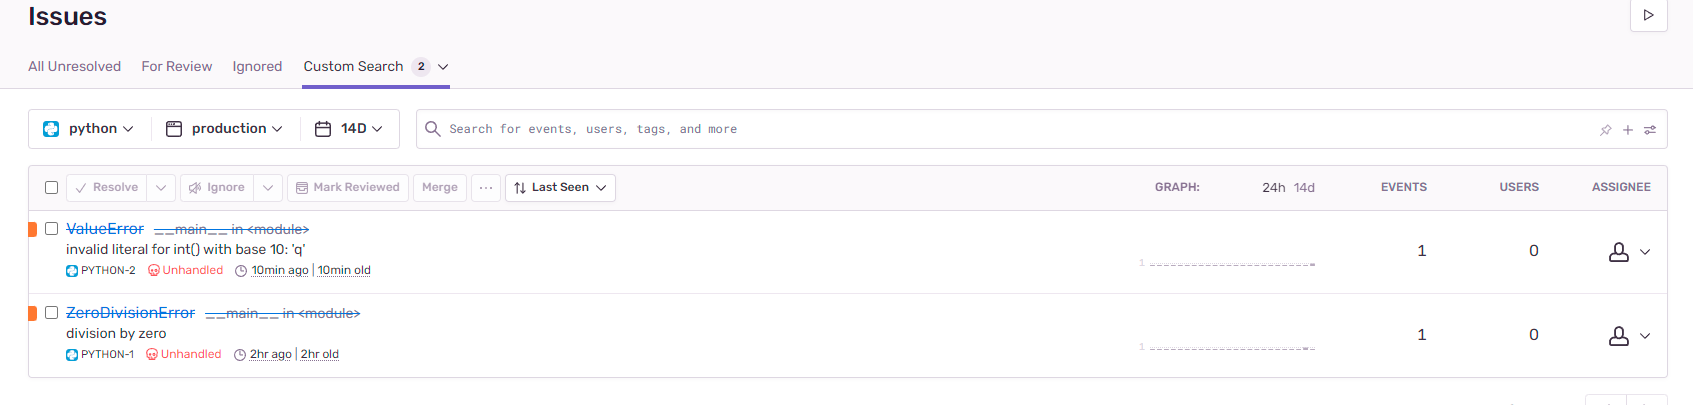 Issues
All Unresolved For Review Ignored Custom Search 2
python production 14D Search for events, users, tags, and more
Resolve Ignore Mark Reviewed Merge ... Last Seen GRAPH: 24h 14d EVENTS USERS ASSIGNEE
ValueError __main__ in <module>
invalid literal for int() with base 10: 'q'
1 1 0
PYTHON-2 Unhandled 10min ago | 10min old
ZeroDivisionError __main__ in <module>
division by zero
1 1 0
PYTHON-1 Unhandled 2hr ago | 2hr old